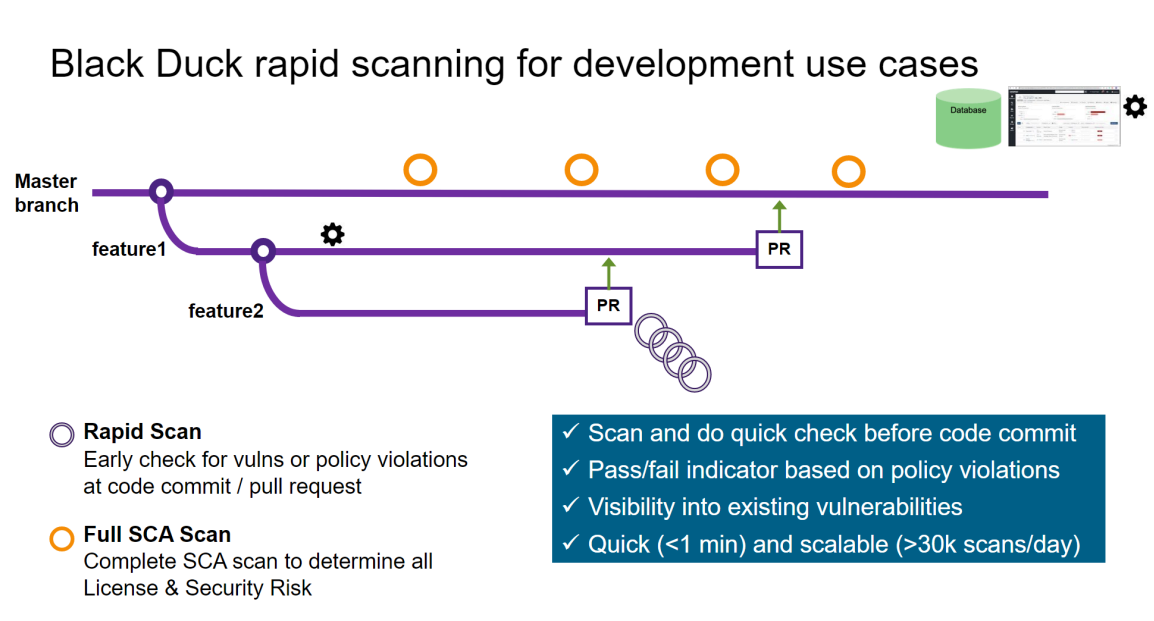 Black Duck rapid scanning for development use cases
Database
Master
branch
feature1
PR
feature2
PR
Rapid Scan
Early check for vulns or policy violations
at code commit / pull request
Full SCA Scan
Complete SCA scan to determine all
License & Security Risk
✓ Scan and do quick check before code commit
✓ Pass/fail indicator based on policy violations
✓ Visibility into existing vulnerabilities
✓ Quick (<1 min) and scalable (>30k scans/day)